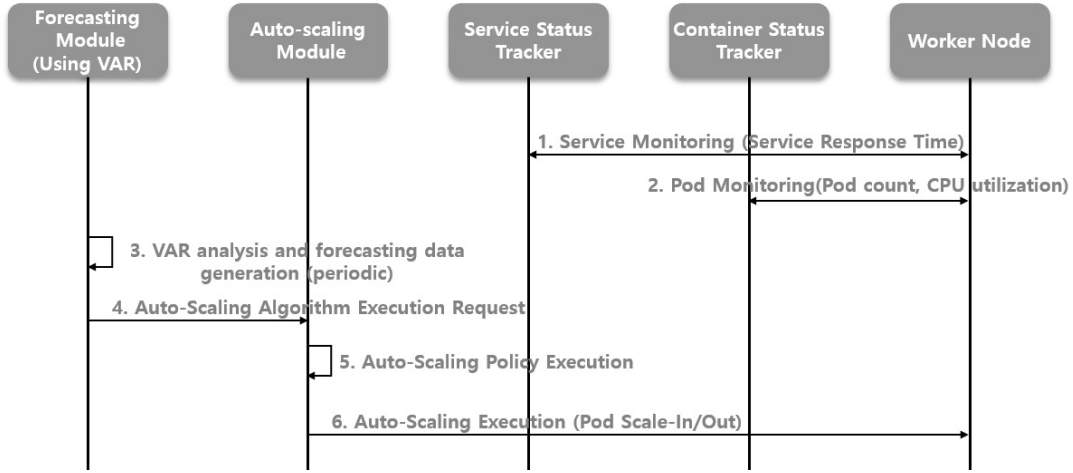 Forecasting
Module
(Using VAR)
Auto-scaling
Module
Service Status
Tracker
Container Status
Tracker
Worker Node
1. Service Monitoring (Service Response Time)
2. Pod Monitoring(Pod count, CPU utilization)
3. VAR analysis and forecasting data
generation (periodic)
4. Auto-Scaling Algorithm Execution Request
5. Auto-Scaling Policy Execution
6. Auto-Scaling Execution (Pod Scale-In/Out)